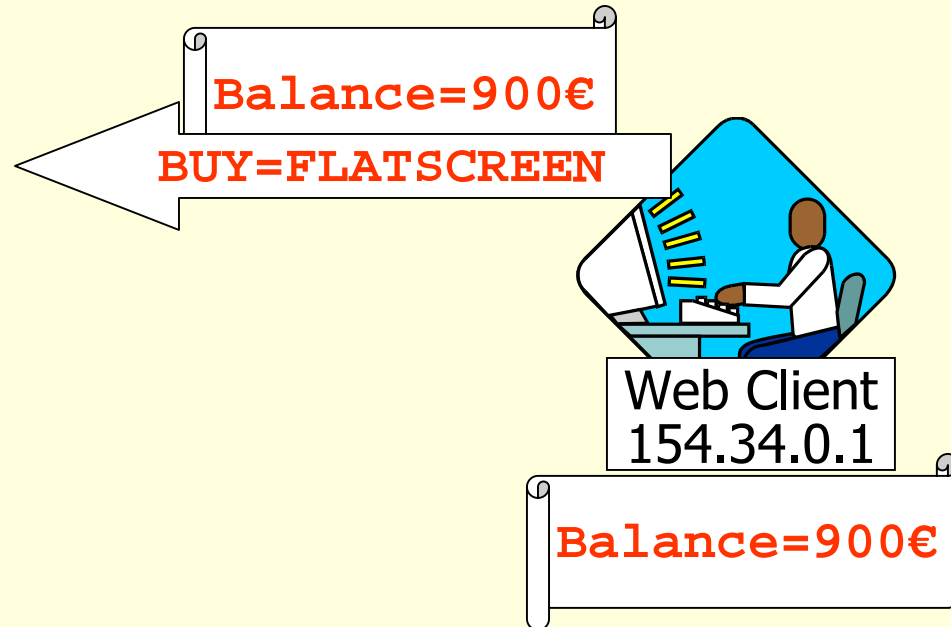 Balance=900€
BUY=FLATSCREEN
Web Client
154.34.0.1
Balance=900€